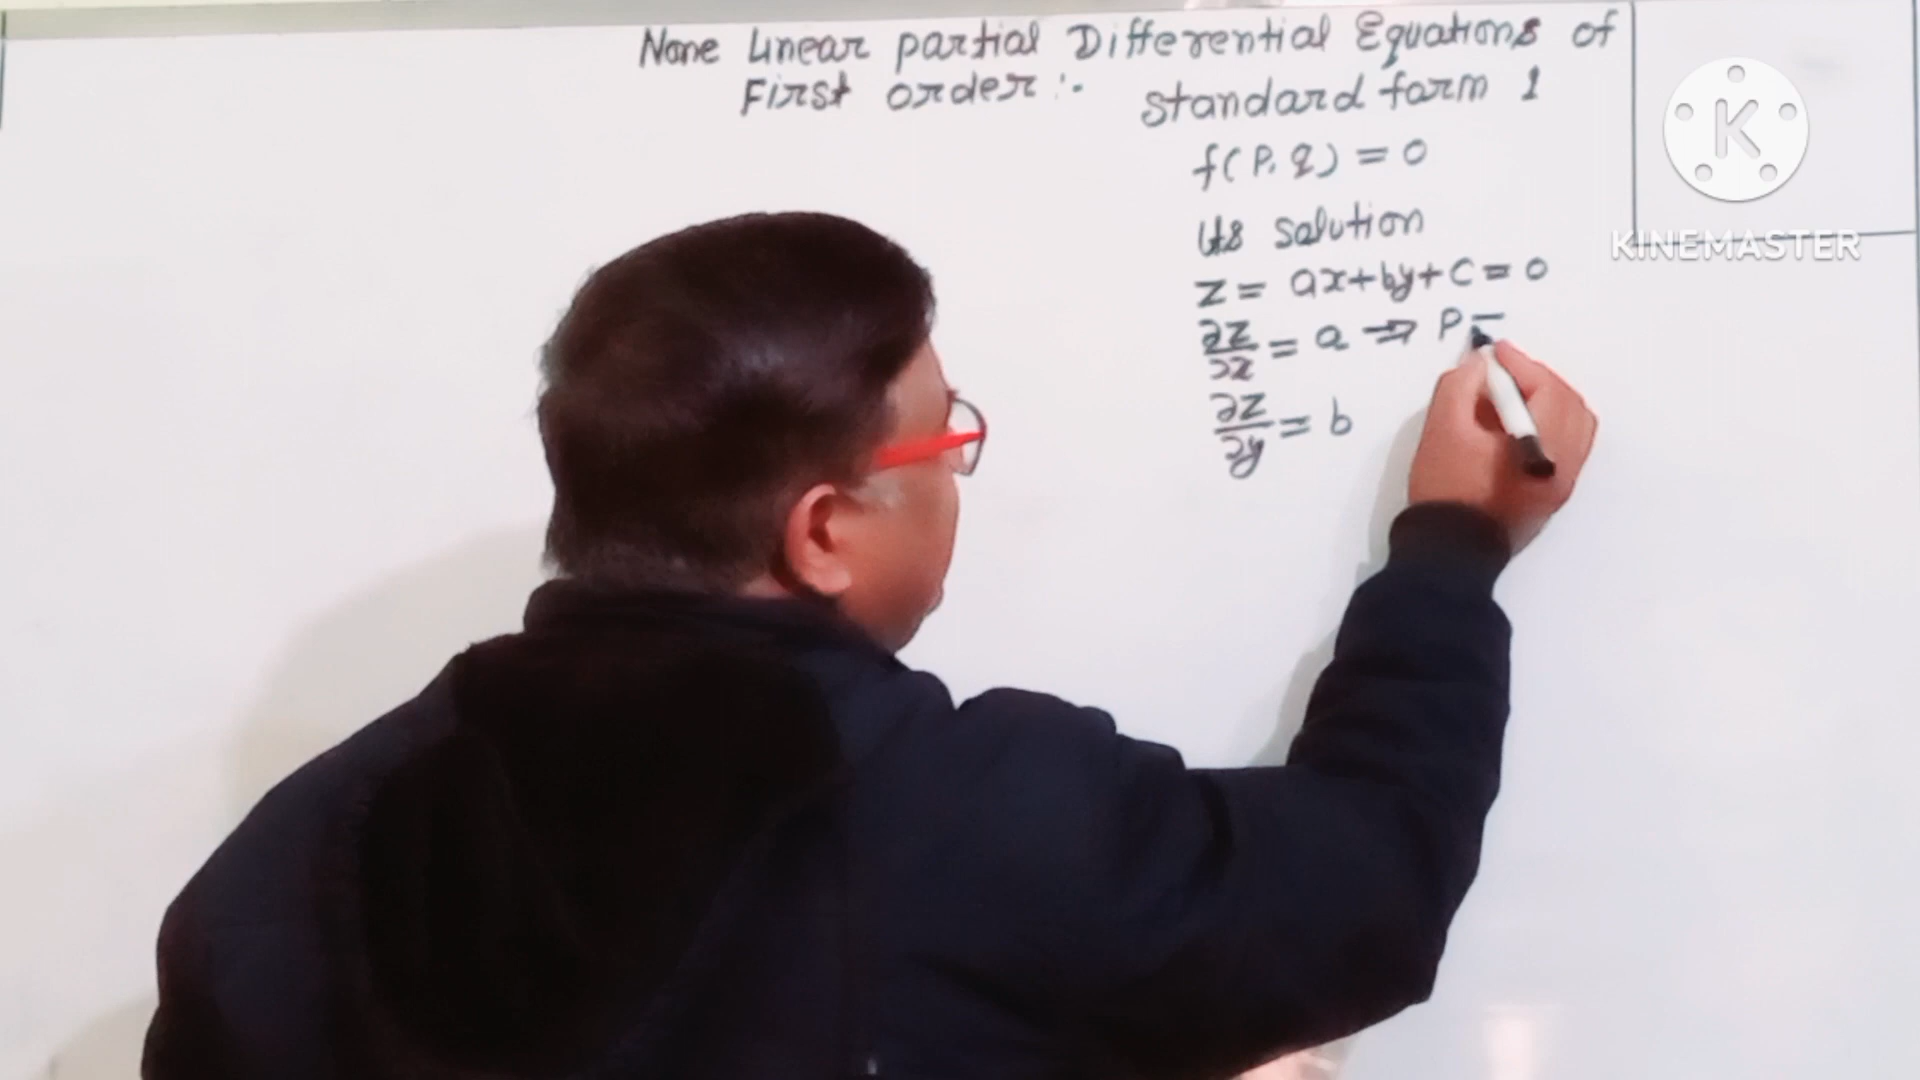 None Linear partial Differential Equations of
First order :- Standard form 1
f(P, q) = 0
Its solution
z = ax+by+c = 0
∂z/∂x = a ⇒ P =
∂z/∂y = b
K
KINEMASTER